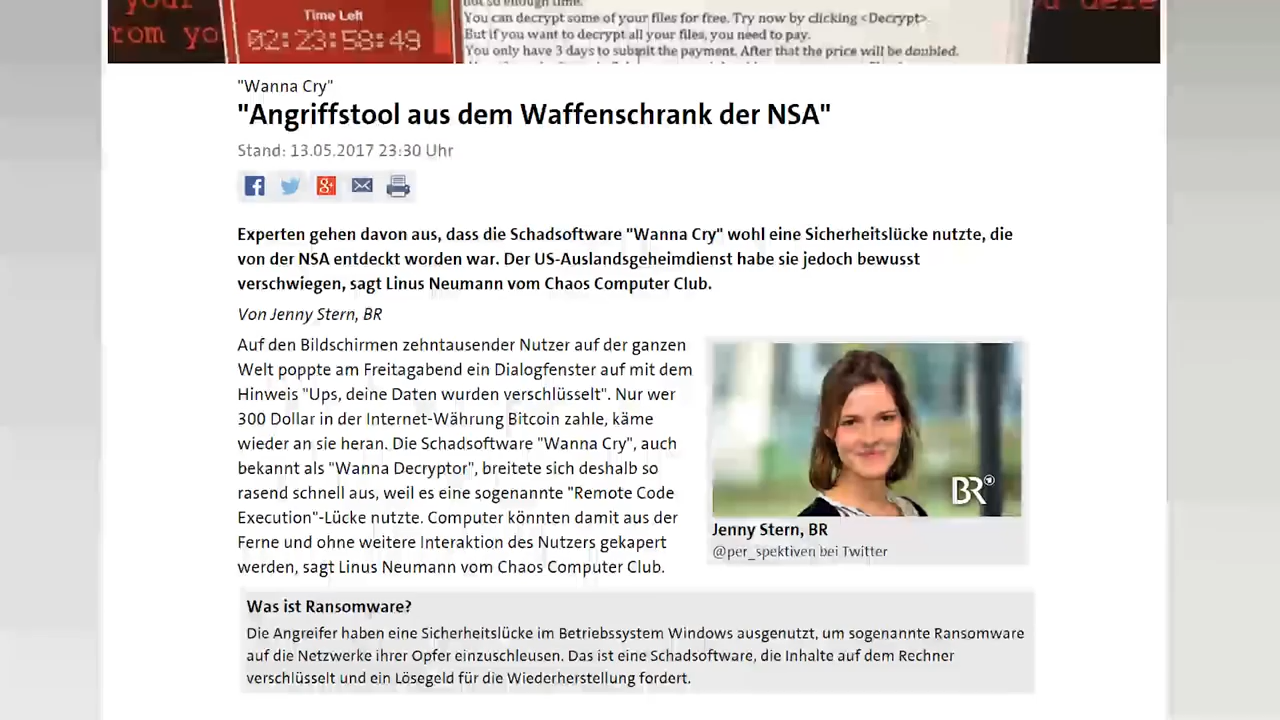 your
rom yo
Time Left
02:23:58:49
not so enough time.
You can decrypt some of your files for free. Try now by clicking <Decrypt>.
But if you want to decrypt all your files, you need to pay.
You only have 3 days to submit the payment. After that the price will be doubled.
"Wanna Cry"
"Angriffstool aus dem Waffenschrank der NSA"
Stand: 13.05.2017 23:30 Uhr
Experten gehen davon aus, dass die Schadsoftware "Wanna Cry" wohl eine Sicherheitslücke nutzte, die
von der NSA entdeckt worden war. Der US-Auslandsgeheimdienst habe sie jedoch bewusst
verschwiegen, sagt Linus Neumann vom Chaos Computer Club.
Von Jenny Stern, BR
Auf den Bildschirmen zehntausender Nutzer auf der ganzen
Welt poppte am Freitagabend ein Dialogfenster auf mit dem
Hinweis "Ups, deine Daten wurden verschlüsselt". Nur wer
300 Dollar in der Internet-Währung Bitcoin zahle, käme
wieder an sie heran. Die Schadsoftware "Wanna Cry", auch
bekannt als "Wanna Decryptor", breitete sich deshalb so
rasend schnell aus, weil es eine sogenannte "Remote Code
Execution"-Lücke nutzte. Computer könnten damit aus der
Ferne und ohne weitere Interaktion des Nutzers gekapert
werden, sagt Linus Neumann vom Chaos Computer Club.
BR
Jenny Stern, BR
@per_spektiven bei Twitter
Was ist Ransomware?
Die Angreifer haben eine Sicherheitslücke im Betriebssystem Windows ausgenutzt, um sogenannte Ransomware
auf die Netzwerke ihrer Opfer einzuschleusen. Das ist eine Schadsoftware, die Inhalte auf dem Rechner
verschlüsselt und ein Lösegeld für die Wiederherstellung fordert.